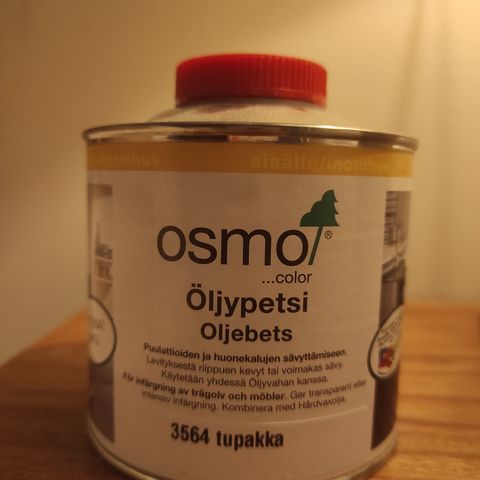 sisälle/inomhus
osmo®
...color
Öljypetsi
Oljebets
Puulattioiden ja huonekalujen sävyttämiseen.
Levityksestä riippuen kevyt tai voimakas sävy.
Käytetään yhdessä Öljyvahan kanssa.
För infärgning av trägolv och möbler. Ger transparent eller
intensiv infärgning. Kombinera med Hårdvaxolja.
3564 tupakka